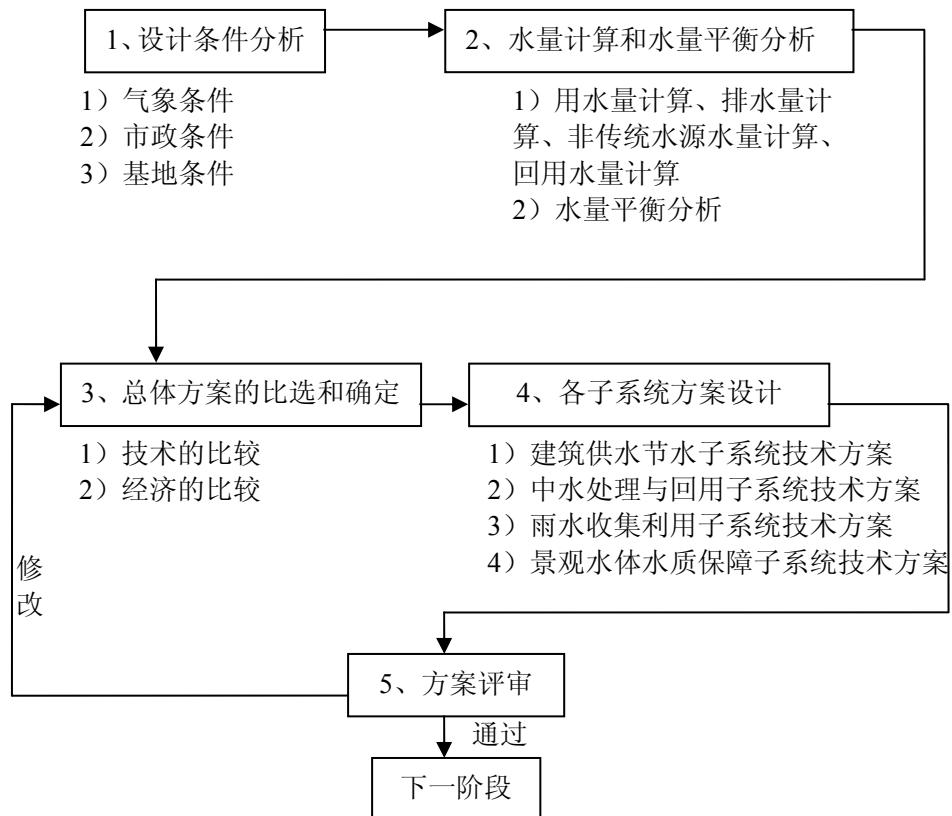 1、设计条件分析
1）气象条件
2）市政条件
3）基地条件
2、水量计算和水量平衡分析
1）用水量计算、排水量计
算、非传统水源水量计算、
回用水量计算
2）水量平衡分析
3、总体方案的比选和确定
1）技术的比较
2）经济的比较
4、各子系统方案设计
1）建筑供水节水子系统技术方案
2）中水处理与回用子系统技术方案
3）雨水收集利用子系统技术方案
4）景观水体水质保障子系统技术方案
修
改
5、方案评审
通过
下一阶段